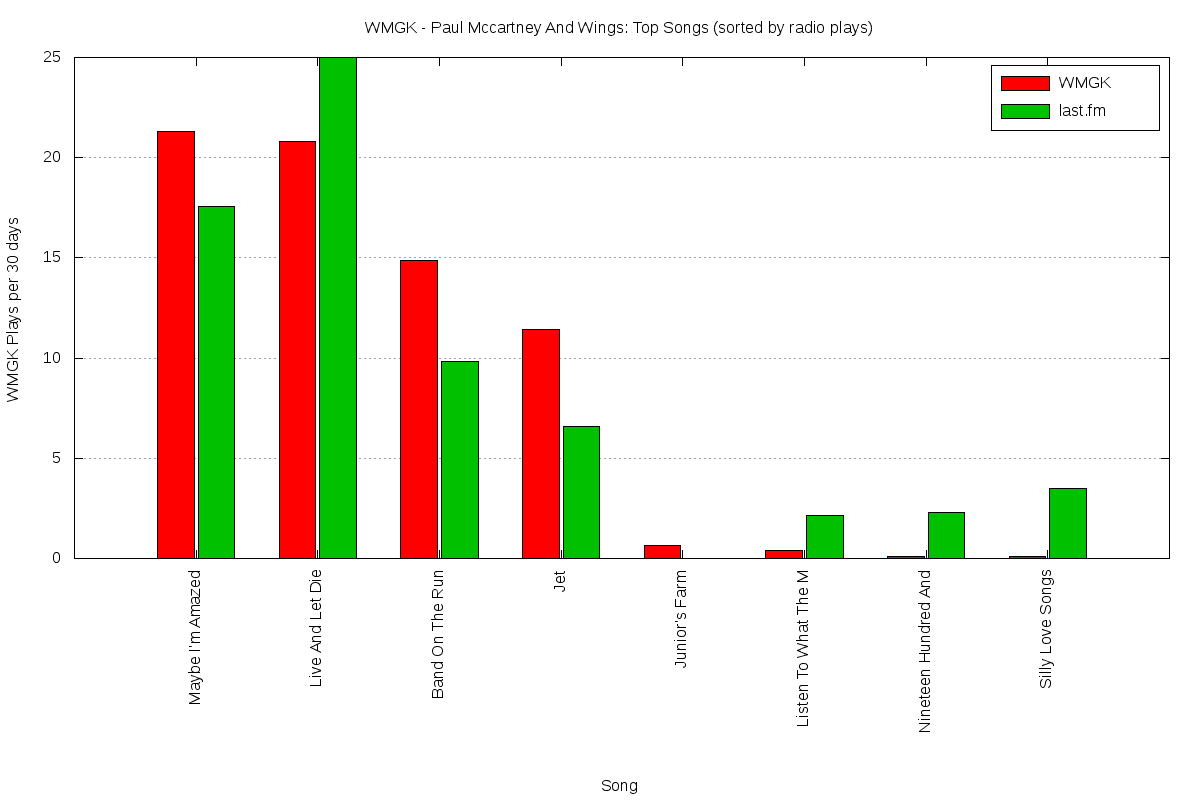 WMGK - Paul Mccartney And Wings: Top Songs (sorted by radio plays)
WMGK
last.fm
25
20
15
10
5
0
WMGK Plays per 30 days
Maybe I'm Amazed
Live And Let Die
Band On The Run
Jet
Junior's Farm
Listen To What The M
Nineteen Hundred And
Silly Love Songs
Song